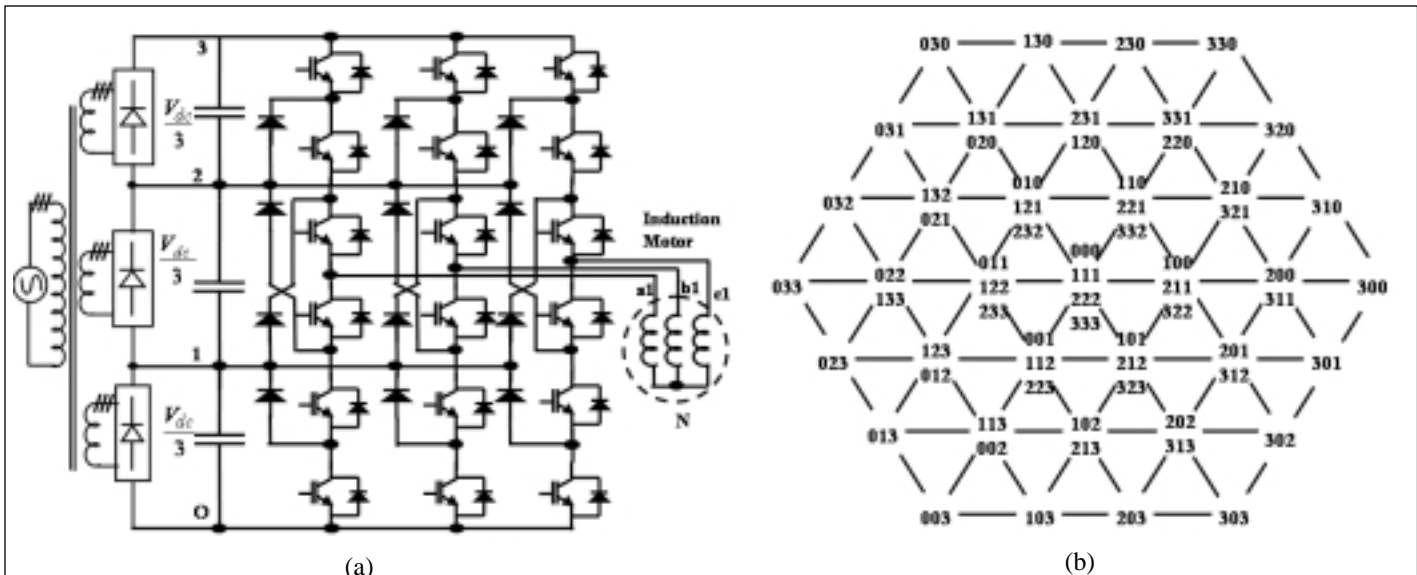 3
V_dc
3
2
V_dc
3
1
V_dc
3
O
Induction
Motor
a1 b1 c1
N
(a)
030 130 230 330
031 131 231 331 320
020 120 220
032 132 010 110 210 310
021 121 221 321
232 332
033 022 011 000 100 200 300
133 122 111 211 311
233 222 322
333
023 123 001 101 201 301
012 112 212 312
223 323
013 113 102 202 302
002 213 313
003 103 203 303
(b)